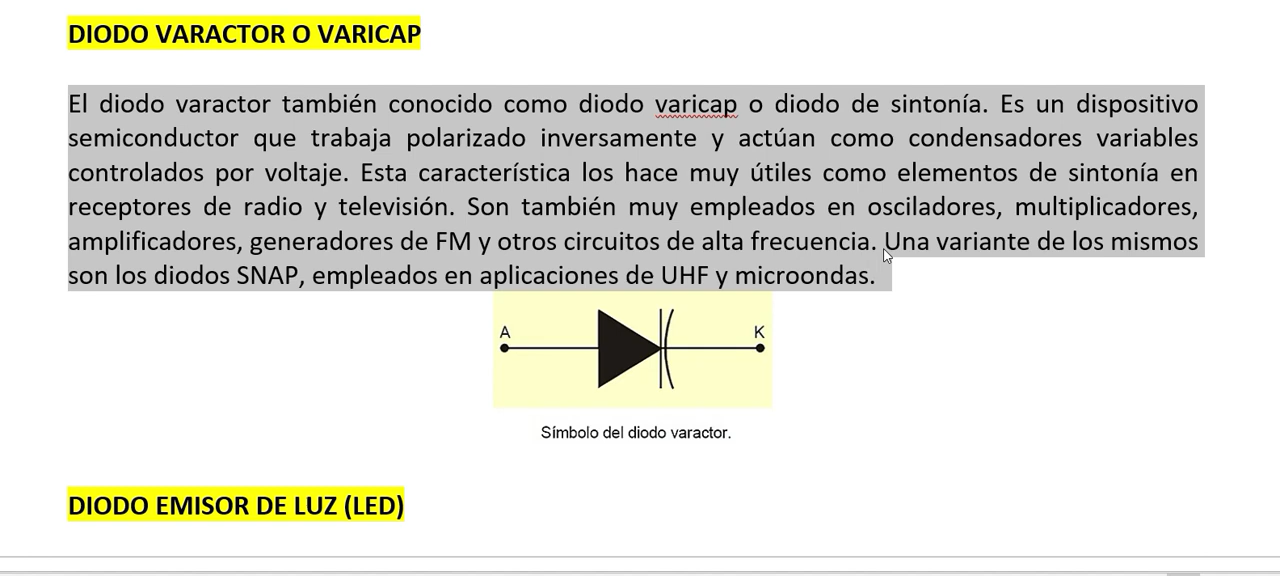 DIODO VARACTOR O VARICAP
El diodo varactor también conocido como diodo varicap o diodo de sintonía. Es un dispositivo
semiconductor que trabaja polarizado inversamente y actúan como condensadores variables
controlados por voltaje. Esta característica los hace muy útiles como elementos de sintonía en
receptores de radio y televisión. Son también muy empleados en osciladores, multiplicadores,
amplificadores, generadores de FM y otros circuitos de alta frecuencia. Una variante de los mismos
son los diodos SNAP, empleados en aplicaciones de UHF y microondas.
A K
Símbolo del diodo varactor.
DIODO EMISOR DE LUZ (LED)